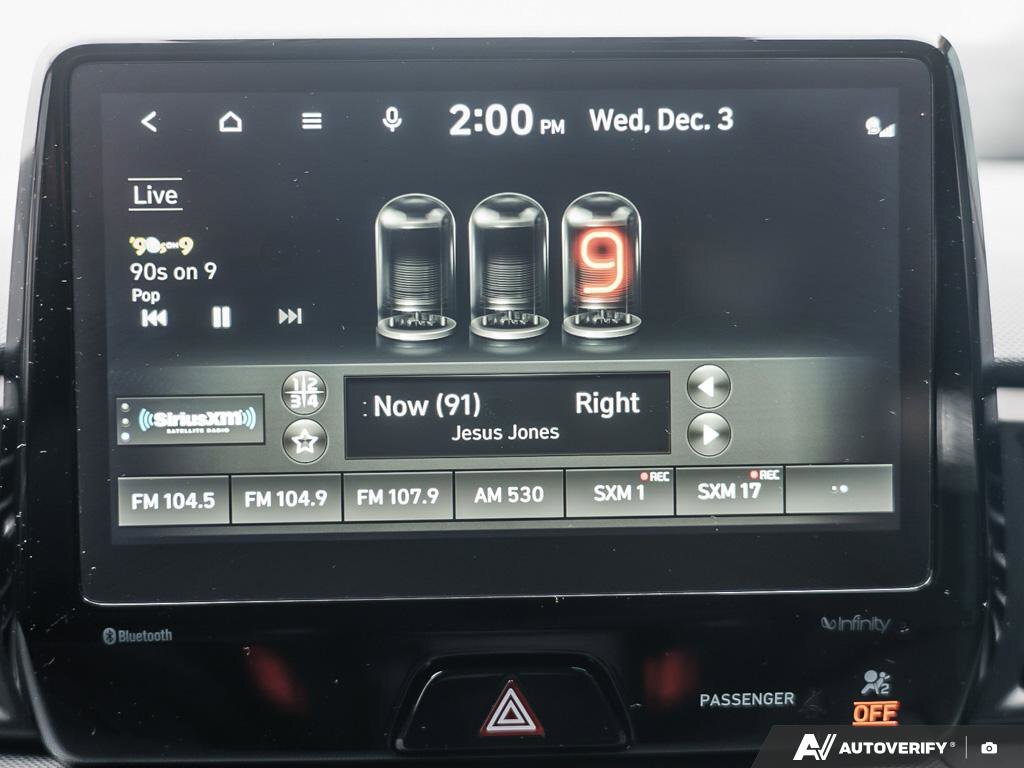 2:00 PM Wed, Dec. 3
Live
'90s ON 9
90s on 9
Pop
9
1 2
3 4
SiriusXM
SATELLITE RADIO
: Now (91) Right
Jesus Jones
FM 104.5 FM 104.9 FM 107.9 AM 530 SXM 1 REC SXM 17 REC
Bluetooth
Infinity
PASSENGER
2
OFF
AV AUTOVERIFY